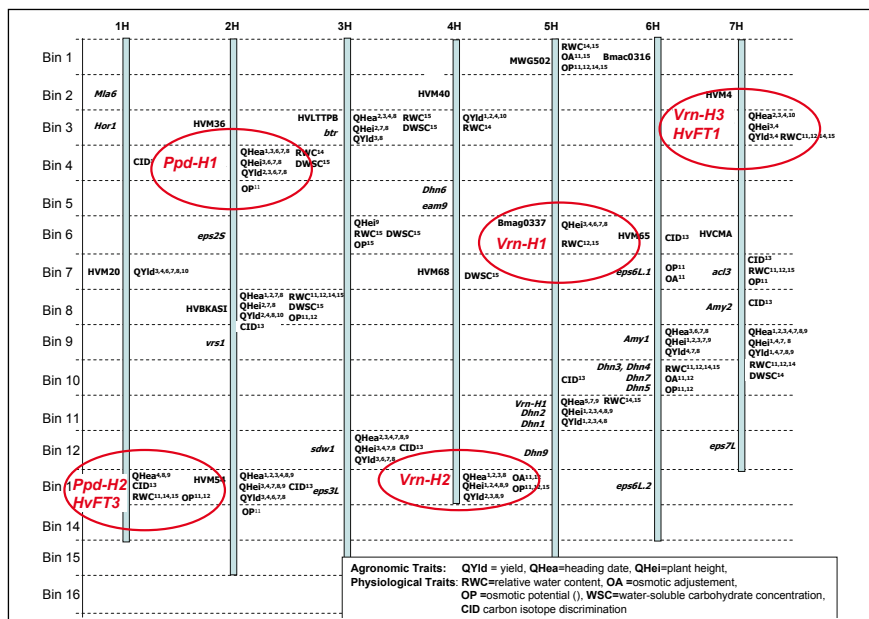 1H 2H 3H 4H 5H 6H 7H
Bin 1
MWG502
RWC14,15
OA11,15
OP11,12,14,15
Bmac0316
Bin 2
Mla6
HVM40
HVM4
Bin 3
Hor1
HVM36
HVLTTPB
btr
QHea2,3,4,8 RWC15
QHei2,7,8 DWSC15
QYld3,8
QYld1,2,4,10
RWC14
Vrn-H3
HvFT1
QHea2,3,4,10
QHei3,4
QYld3,4 RWC11,12,14,15
Bin 4
CID
Ppd-H1
QHea1,3,6,7,8 RWC14
QHei3,6,7,8 DWSC15
QYld2,3,6,7,8
OP11
Bin 5
Dhn6
eam9
Bin 6
eps2S
QHei9
RWC15 DWSC15
OP15
Bmag0337
Vrn-H1
QHei3,4,6,7,8
RWC12,15
HVM65
CID13
HVCMA
Bin 7
HVM20
QYld3,4,6,7,8,10
HVM68
DWSC15
eps6L.1
OP11
OA11
acl3
CID13
RWC11,12,15
OP11
Bin 8
HVBKASI
QHea1,2,7,8 RWC11,12,14,15
QHei2,7,8 DWSC15
QYld2,4,8,10 OP11,12
CID13
Amy2
CID13
Bin 9
vrs1
Amy1
QHea3,6,7,8
QHei1,2,3,7,9
QYld4,7,8
QHea1,2,3,4,7,8,9
QHei1,4,7,8
QYld1,4,7,8,9
Bin 10
CID13
Dhn3, Dhn4
Dhn7
Dhn5
RWC11,12,14,15
OA11,12
OP11,12
RWC11,12,14
DWSC14
Bin 11
Vrn-H1
Dhn2
Dhn1
QHea5,7,9 RWC14,15
QHei1,2,3,4,8,9
QYld1,2,3,4,8
Bin 12
sdw1
QHea2,3,4,7,8,9
QHei3,4,7,8 CID13
QYld3,6,7,8
Dhn9
eps7L
Bin 1
Ppd-H2
HvFT3
QHea4,8,9
CID13
RWC11,14,15 OP11,12
HVM54
QHea1,2,3,4,8,9
QHei3,4,7,8,9 CID13
QYld3,4,6,7,8
OP11
eps3L
Vrn-H2
QHea1,2,3,8 OA11,12
QHei1,2,4,8,9 OP11,12,15
QYld2,3,8,9
eps6L.2
Bin 14
Bin 15
Bin 16
Agronomic Traits: QYld = yield, QHea=heading date, QHei=plant height,
Physiological Traits: RWC=relative water content, OA =osmotic adjustement,
OP =osmotic potential (), WSC=water-soluble carbohydrate concentration,
CID carbon isotope discrimination